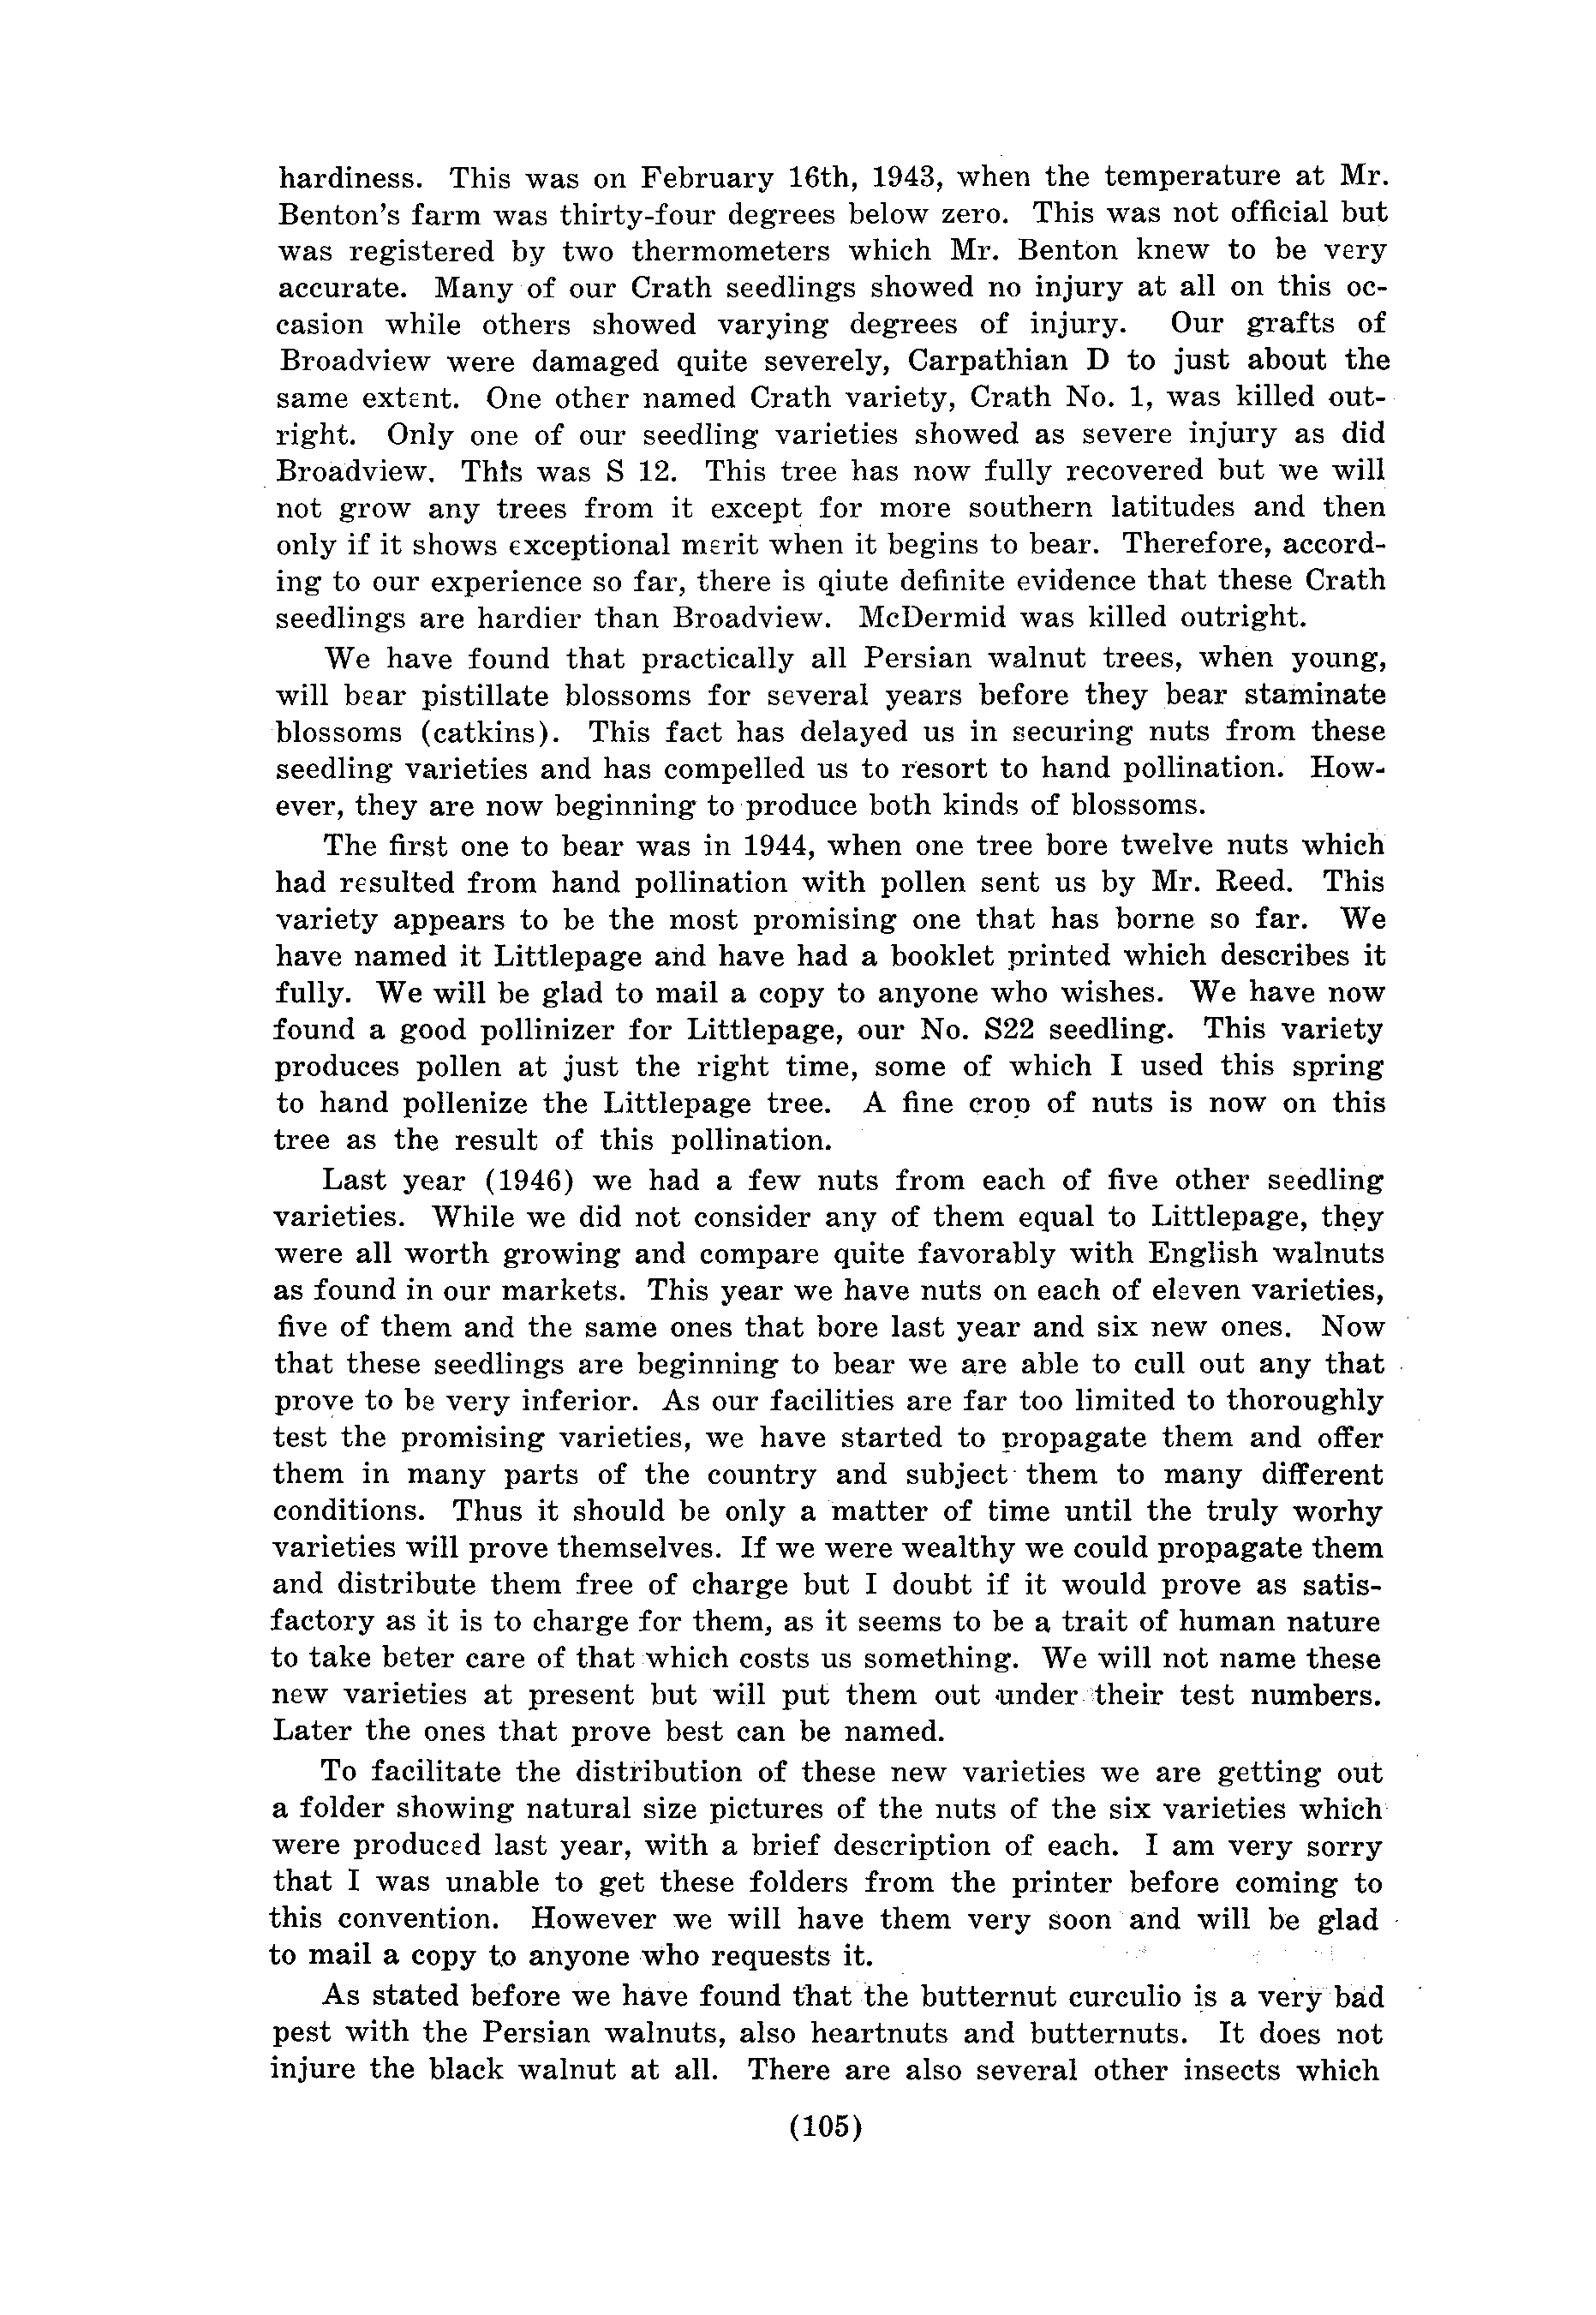 hardiness. This was on February 16th, 1943, when the temperature at Mr.
Benton's farm was thirty-four degrees below zero. This was not official but
was registered by two thermometers which Mr. Benton knew to be very
accurate. Many of our Crath seedlings showed no injury at all on this oc-
casion while others showed varying degrees of injury. Our grafts of
Broadview were damaged quite severely, Carpathian D to just about the
same extent. One other named Crath variety, Crath No. 1, was killed out-
right. Only one of our seedling varieties showed as severe injury as did
Broadview. This was S 12. This tree has now fully recovered but we will
not grow any trees from it except for more southern latitudes and then
only if it shows exceptional merit when it begins to bear. Therefore, accord-
ing to our experience so far, there is qiute definite evidence that these Crath
seedlings are hardier than Broadview. McDermid was killed outright.
We have found that practically all Persian walnut trees, when young,
will bear pistillate blossoms for several years before they bear staminate
blossoms (catkins). This fact has delayed us in securing nuts from these
seedling varieties and has compelled us to resort to hand pollination. How-
ever, they are now beginning to produce both kinds of blossoms.
The first one to bear was in 1944, when one tree bore twelve nuts which
had resulted from hand pollination with pollen sent us by Mr. Reed. This
variety appears to be the most promising one that has borne so far. We
have named it Littlepage and have had a booklet printed which describes it
fully. We will be glad to mail a copy to anyone who wishes. We have now
found a good pollinizer for Littlepage, our No. S22 seedling. This variety
produces pollen at just the right time, some of which I used this spring
to hand pollenize the Littlepage tree. A fine crop of nuts is now on this
tree as the result of this pollination.
Last year (1946) we had a few nuts from each of five other seedling
varieties. While we did not consider any of them equal to Littlepage, they
were all worth growing and compare quite favorably with English walnuts
as found in our markets. This year we have nuts on each of eleven varieties,
five of them and the same ones that bore last year and six new ones. Now
that these seedlings are beginning to bear we are able to cull out any that
prove to be very inferior. As our facilities are far too limited to thoroughly
test the promising varieties, we have started to propagate them and offer
them in many parts of the country and subject them to many different
conditions. Thus it should be only a matter of time until the truly worhy
varieties will prove themselves. If we were wealthy we could propagate them
and distribute them free of charge but I doubt if it would prove as satis-
factory as it is to charge for them, as it seems to be a trait of human nature
to take beter care of that which costs us something. We will not name these
new varieties at present but will put them out under their test numbers.
Later the ones that prove best can be named.
To facilitate the distribution of these new varieties we are getting out
a folder showing natural size pictures of the nuts of the six varieties which
were produced last year, with a brief description of each. I am very sorry
that I was unable to get these folders from the printer before coming to
this convention. However we will have them very soon and will be glad
to mail a copy to anyone who requests it.
As stated before we have found that the butternut curculio is a very bad
pest with the Persian walnuts, also heartnuts and butternuts. It does not
injure the black walnut at all. There are also several other insects which
(105)